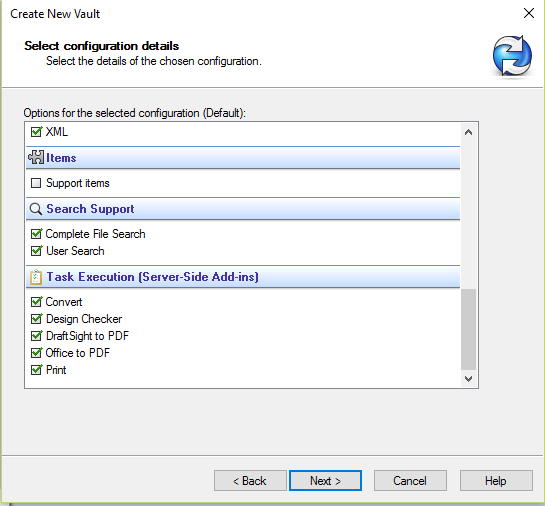 Create New Vault
Select configuration details
Select the details of the chosen configuration.
Options for the selected configuration (Default):
XML
Items
Support items
Search Support
Complete File Search
User Search
Task Execution (Server-Side Add-ins)
Convert
Design Checker
DraftSight to PDF
Office to PDF
Print
< Back
Next >
Cancel
Help